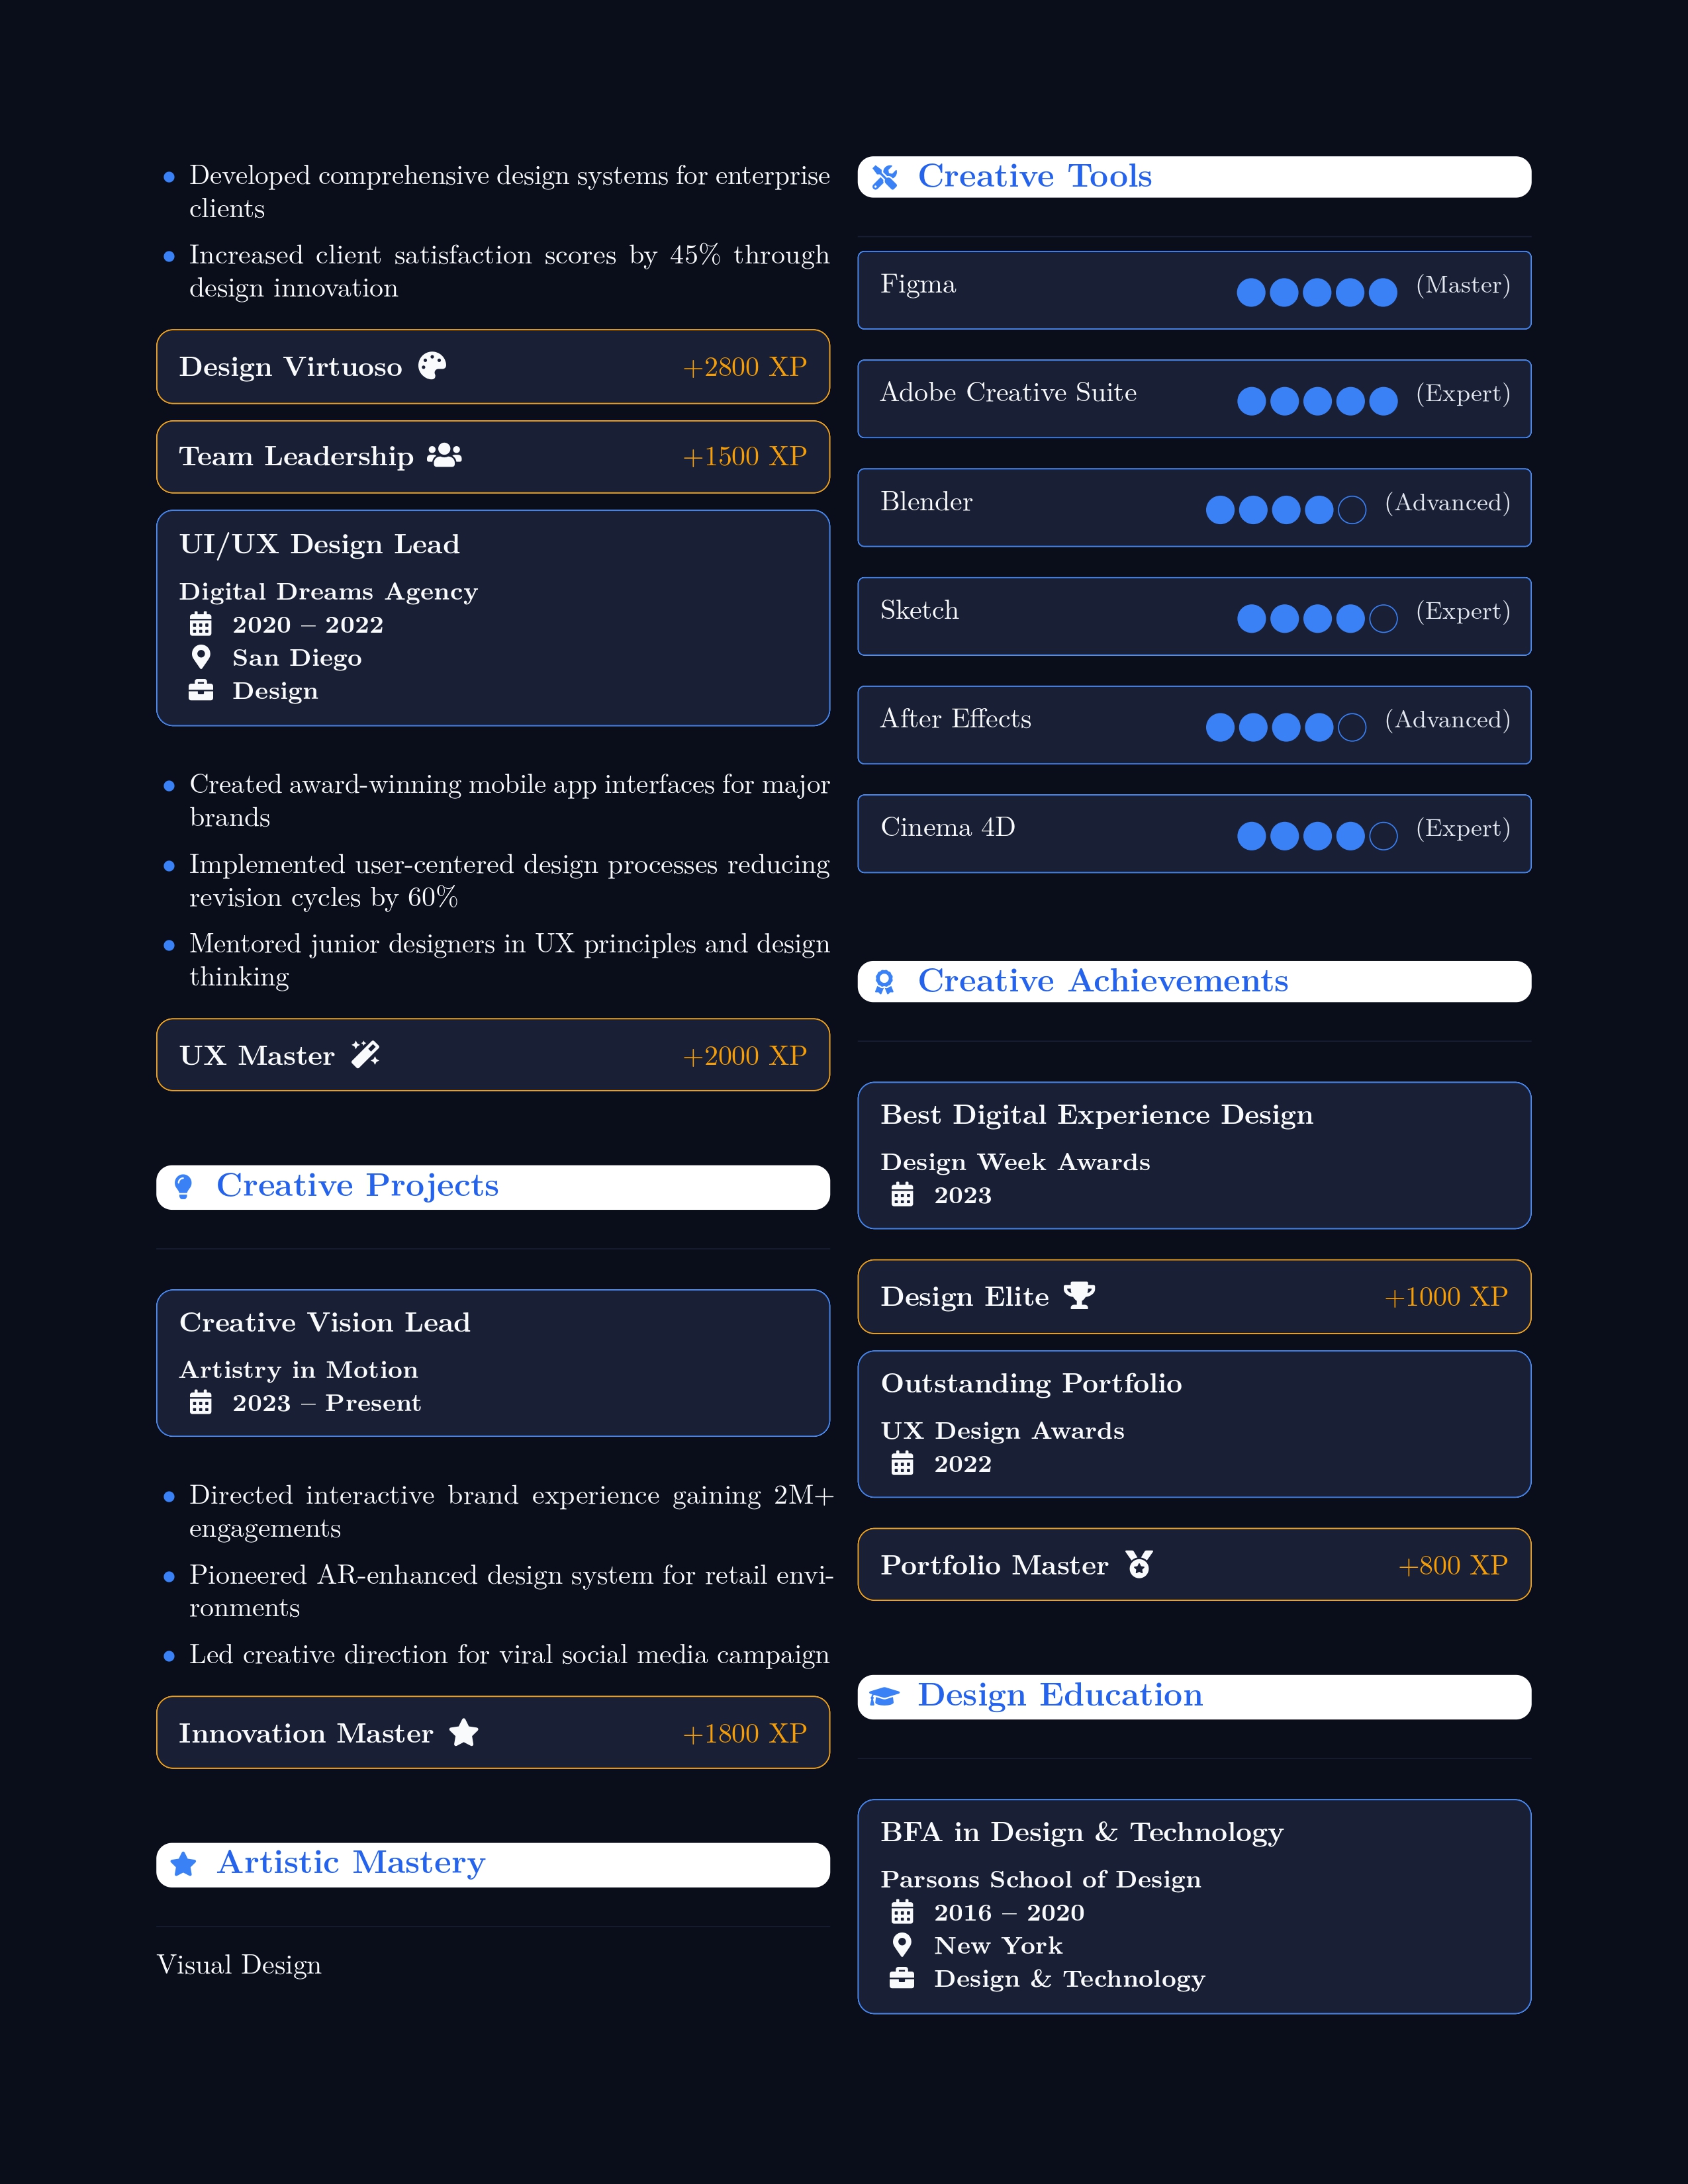 Developed comprehensive design systems for enterprise
clients
Increased client satisfaction scores by 45% through
design innovation
Design Virtuoso +2800 XP
Team Leadership +1500 XP
UI/UX Design Lead
Digital Dreams Agency
2020 – 2022
San Diego
Design
Created award-winning mobile app interfaces for major
brands
Implemented user-centered design processes reducing
revision cycles by 60%
Mentored junior designers in UX principles and design
thinking
UX Master +2000 XP
Creative Projects
Creative Vision Lead
Artistry in Motion
2023 – Present
Directed interactive brand experience gaining 2M+
engagements
Pioneered AR-enhanced design system for retail envi-
ronments
Led creative direction for viral social media campaign
Innovation Master +1800 XP
Artistic Mastery
Visual Design
Creative Tools
Figma (Master)
Adobe Creative Suite (Expert)
Blender (Advanced)
Sketch (Expert)
After Effects (Advanced)
Cinema 4D (Expert)
Creative Achievements
Best Digital Experience Design
Design Week Awards
2023
Design Elite +1000 XP
Outstanding Portfolio
UX Design Awards
2022
Portfolio Master +800 XP
Design Education
BFA in Design & Technology
Parsons School of Design
2016 – 2020
New York
Design & Technology